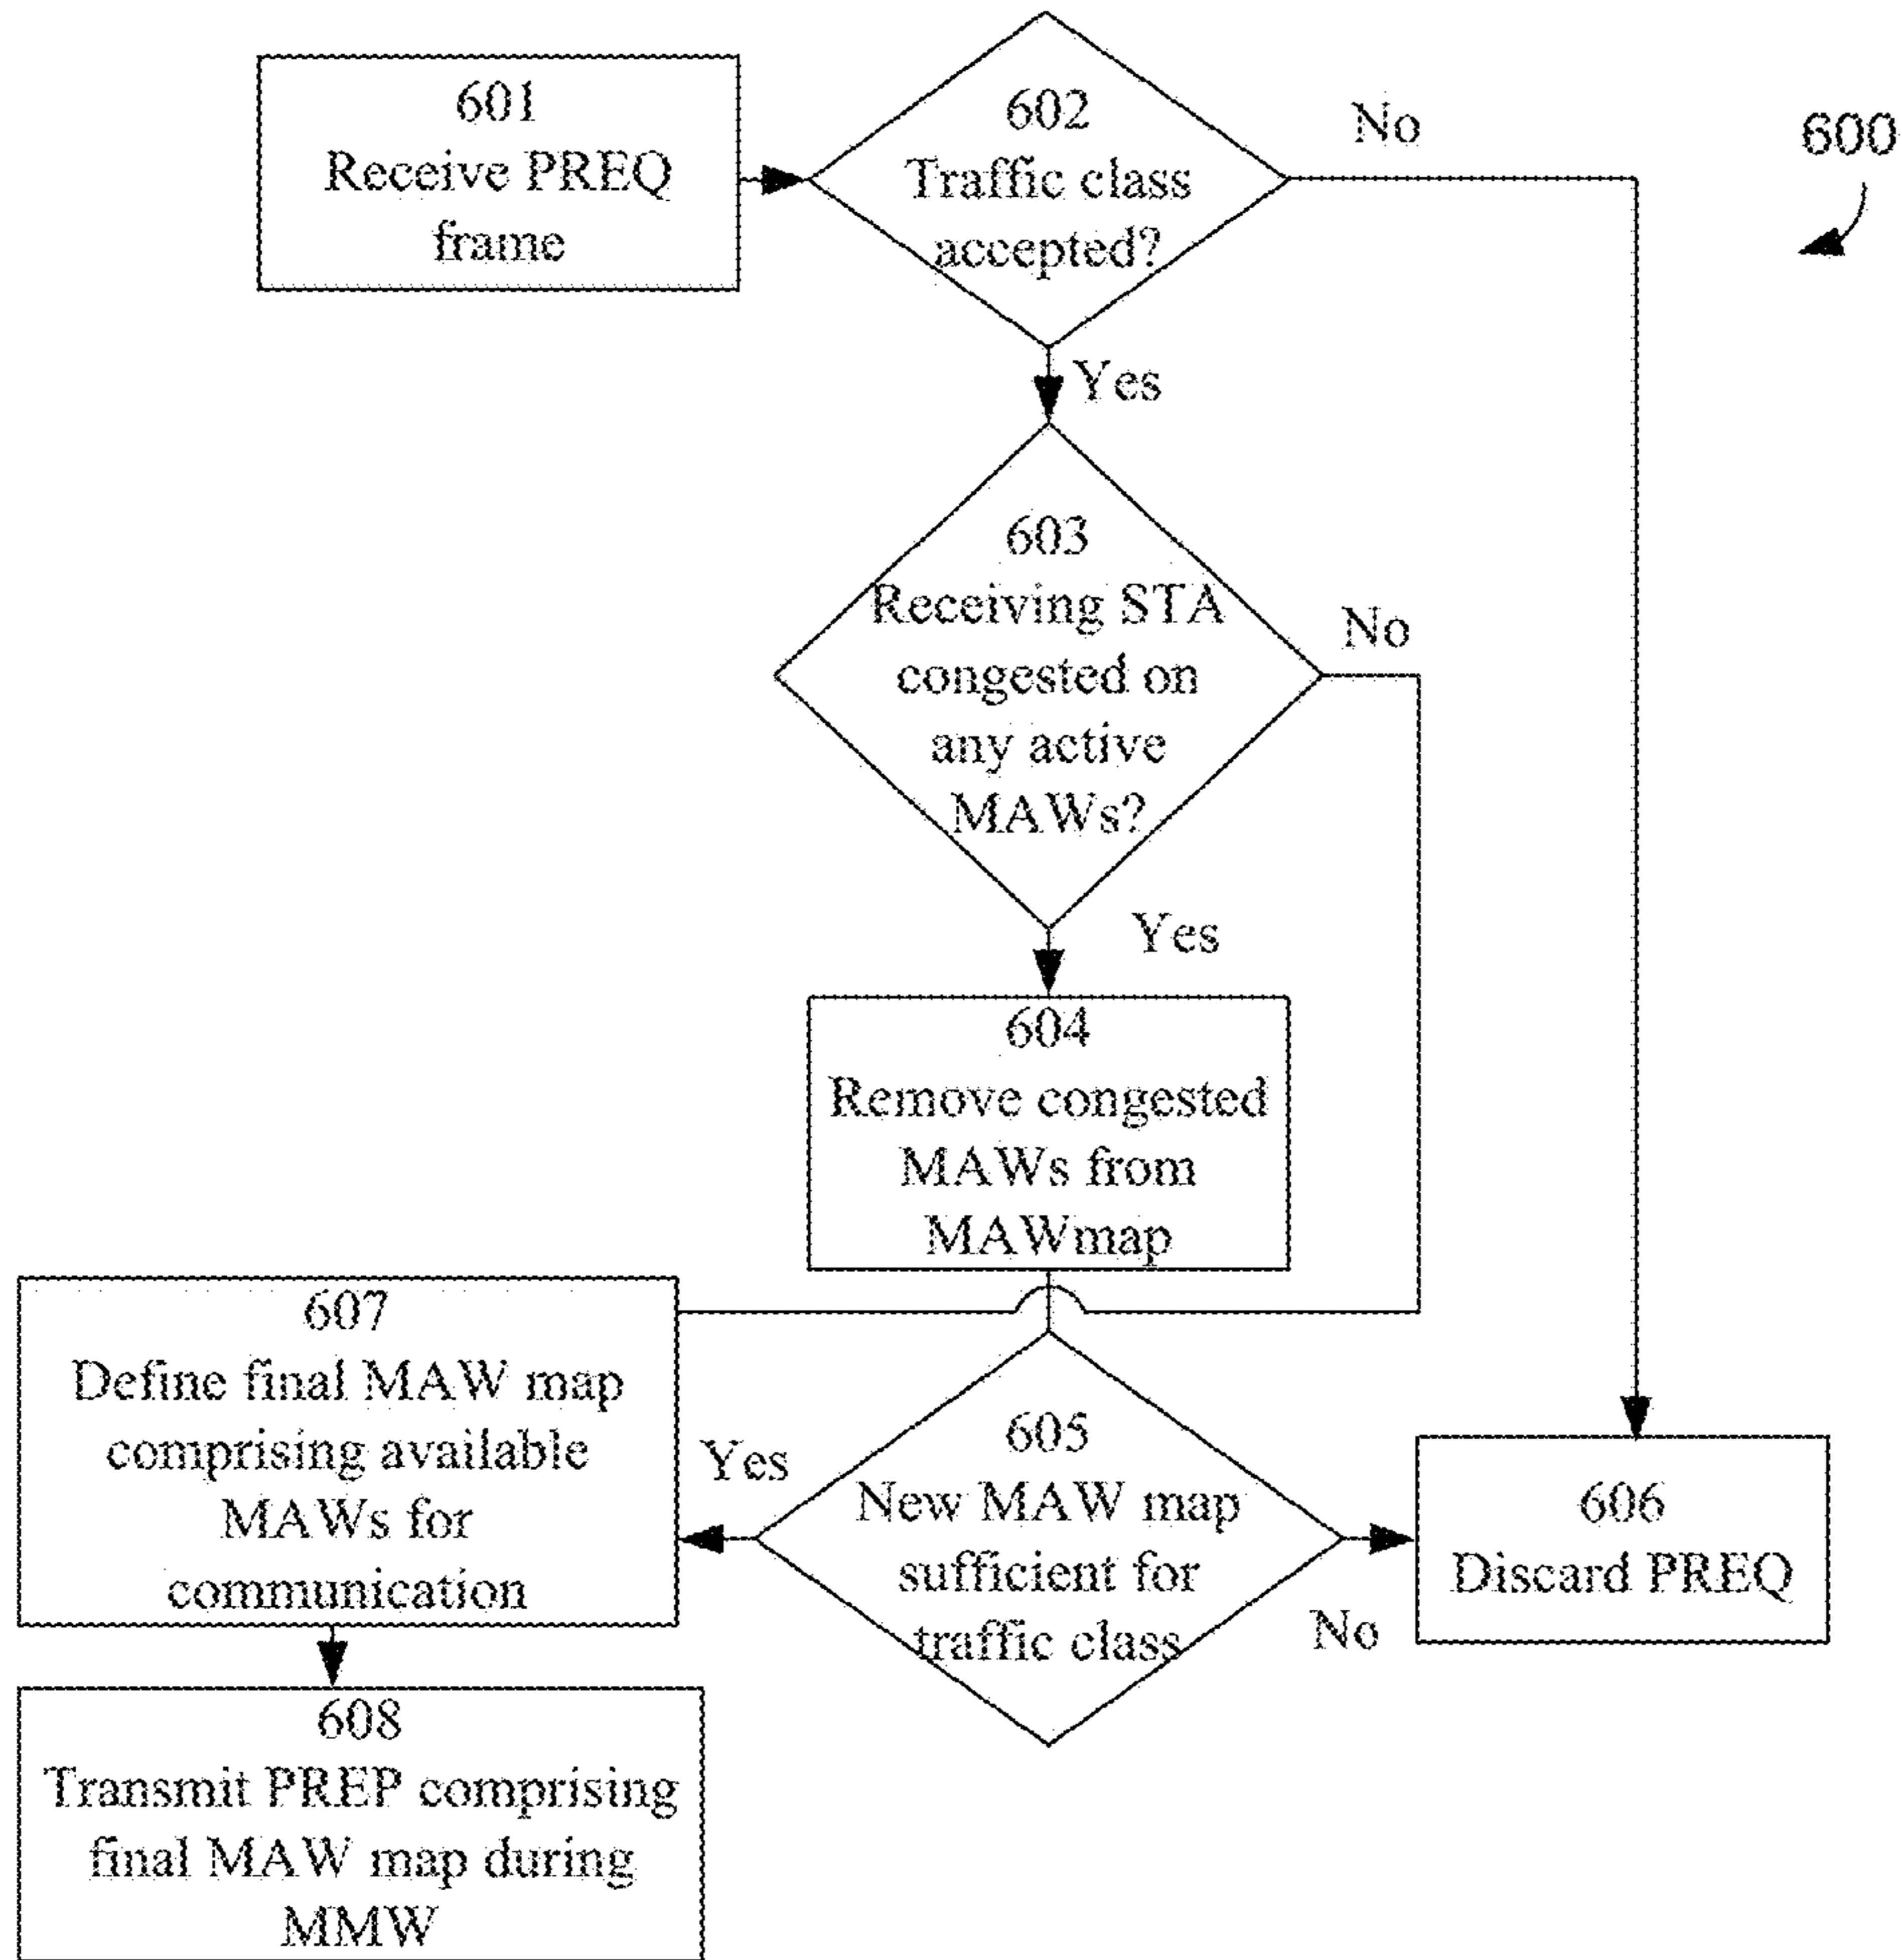 601
Receive PREQ
frame
602
Traffic class
accepted?
No
600
Yes
603
Receiving STA
congested on
any active
MAWs?
No
Yes
604
Remove congested
MAWs from
MAWmap
607
Define final MAW map
comprising available
MAWs for
communication
Yes
605
New MAW map
sufficient for
traffic class
No
606
Discard PREQ
608
Transmit PREP comprising
final MAW map during
MMW